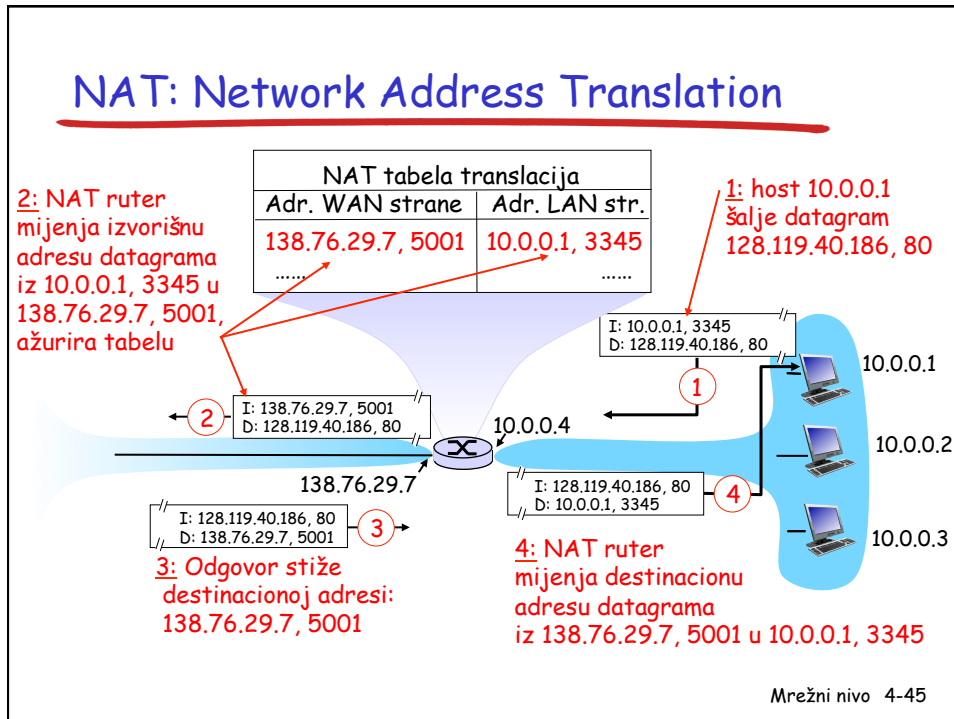 NAT: Network Address Translation
NAT tabela translacija
Adr. WAN strane Adr. LAN str.
138.76.29.7, 5001 10.0.0.1, 3345
...... ......
2: NAT ruter
mijenja izvorišnu
adresu datagrama
iz 10.0.0.1, 3345 u
138.76.29.7, 5001,
ažurira tabelu
1: host 10.0.0.1
šalje datagram
128.119.40.186, 80
I: 10.0.0.1, 3345
D: 128.119.40.186, 80
1
10.0.0.1
10.0.0.2
10.0.0.3
I: 138.76.29.7, 5001
D: 128.119.40.186, 80
2
10.0.0.4
138.76.29.7
I: 128.119.40.186, 80
D: 138.76.29.7, 5001
3
3: Odgovor stiže
destinacionoj adresi:
138.76.29.7, 5001
I: 128.119.40.186, 80
D: 10.0.0.1, 3345
4
4: NAT ruter
mijenja destinacionu
adresu datagrama
iz 138.76.29.7, 5001 u 10.0.0.1, 3345
Mrežni nivo 4-45